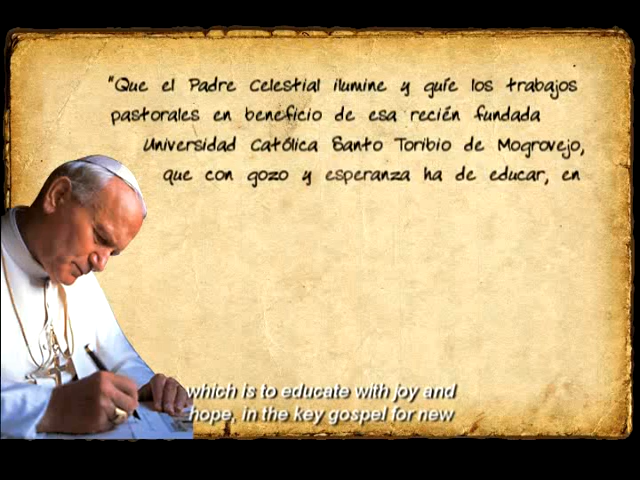 "Que el Padre Celestial ilumine y guíe los trabajos
pastorales en beneficio de esa recién fundada
Universidad Católica Santo Toribio de Mogrovejo,
que con gozo y esperanza ha de educar, en
which is to educate with joy and
hope, in the key gospel for new